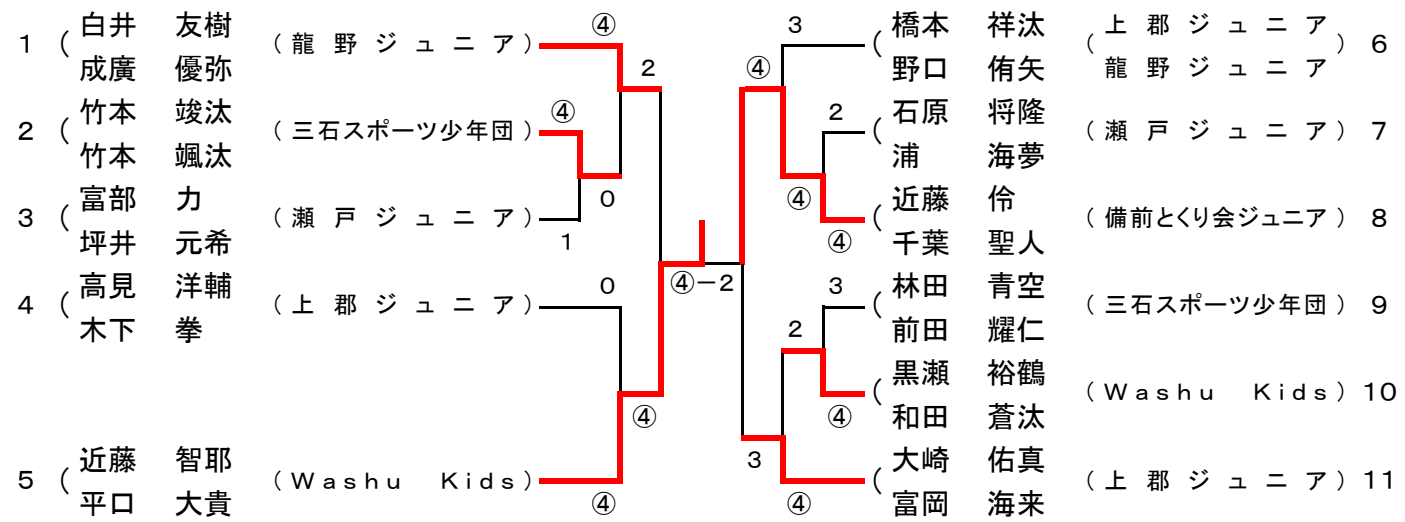 1 ( 白井 友樹 ( 龍 野 ジ ュ ニ ア )
成廣 優弥
2 ( 竹本 竣汰 ( 三石スポーツ少年団 )
竹本 颯汰
3 ( 富部 力 ( 瀬 戸 ジ ュ ニ ア )
坪井 元希
4 ( 高見 洋輔 ( 上 郡 ジ ュ ニ ア )
木下 拳
5 ( 近藤 智耶 ( Washu Kids )
平口 大貴
④
2
④
0
1
0
④
④
④−2
3
④
2
④
④
3
2
④
3
④
( 橋本 祥汰 ( 上 郡 ジ ュ ニ ア ) 6
野口 侑矢 龍 野 ジ ュ ニ ア
( 石原 将隆 ( 瀬 戸 ジ ュ ニ ア ) 7
浦 海夢
( 近藤 伶 ( 備前とくり会ジュニア ) 8
千葉 聖人
( 林田 青空 ( 三石スポーツ少年団 ) 9
前田 耀仁
( 黒瀬 裕鶴 ( Washu Kids ) 10
和田 蒼汰
( 大崎 佑真 ( 上 郡 ジ ュ ニ ア ) 11
富岡 海来